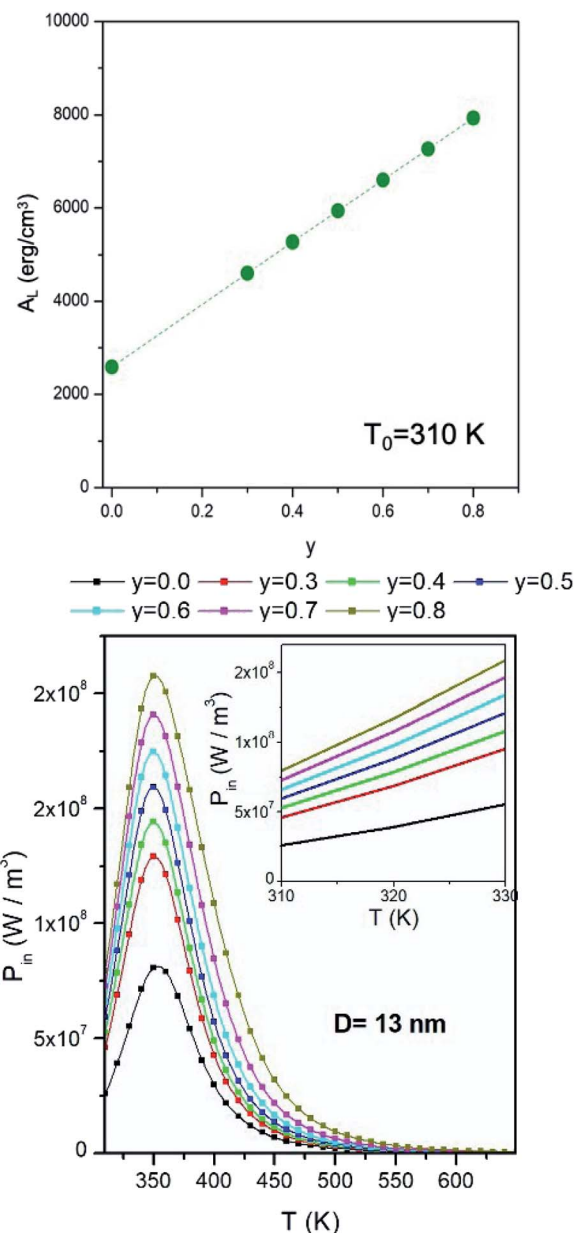 10000
8000
6000
4000
2000
0
A_L (erg/cm³)
T₀=310 K
0.0 0.2 0.4 0.6 0.8
y
y=0.0 y=0.3 y=0.4 y=0.5
y=0.6 y=0.7 y=0.8
2x10⁸
2x10⁸
1x10⁸
5x10⁷
0
P_in (W / m³)
2x10⁸
1x10⁸
5x10⁷
0
P_in (W / m³)
310 320 330
T (K)
D= 13 nm
350 400 450 500 550 600
T (K)